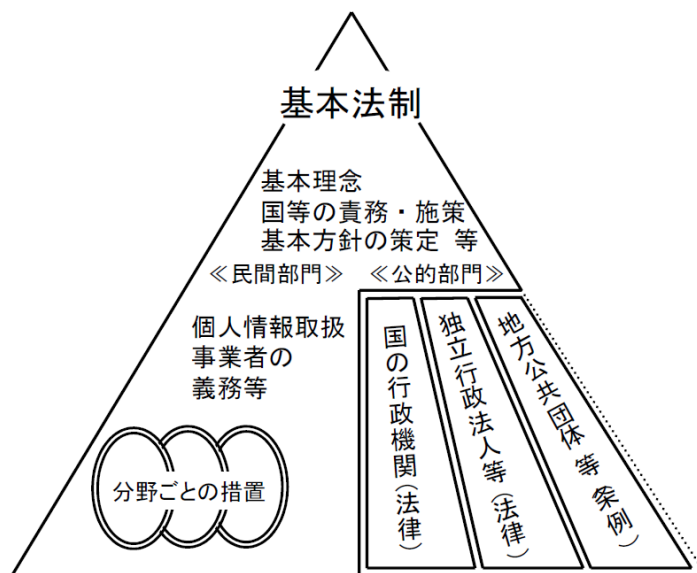 基本法制
基本理念
国等の責務・施策
基本方針の策定 等
≪民間部門≫ ≪公的部門≫
個人情報取扱
事業者の
義務等
分野ごとの措置
国の行政機関(法律)
独立行政法人等(法律)
地方公共団体 等(条例)